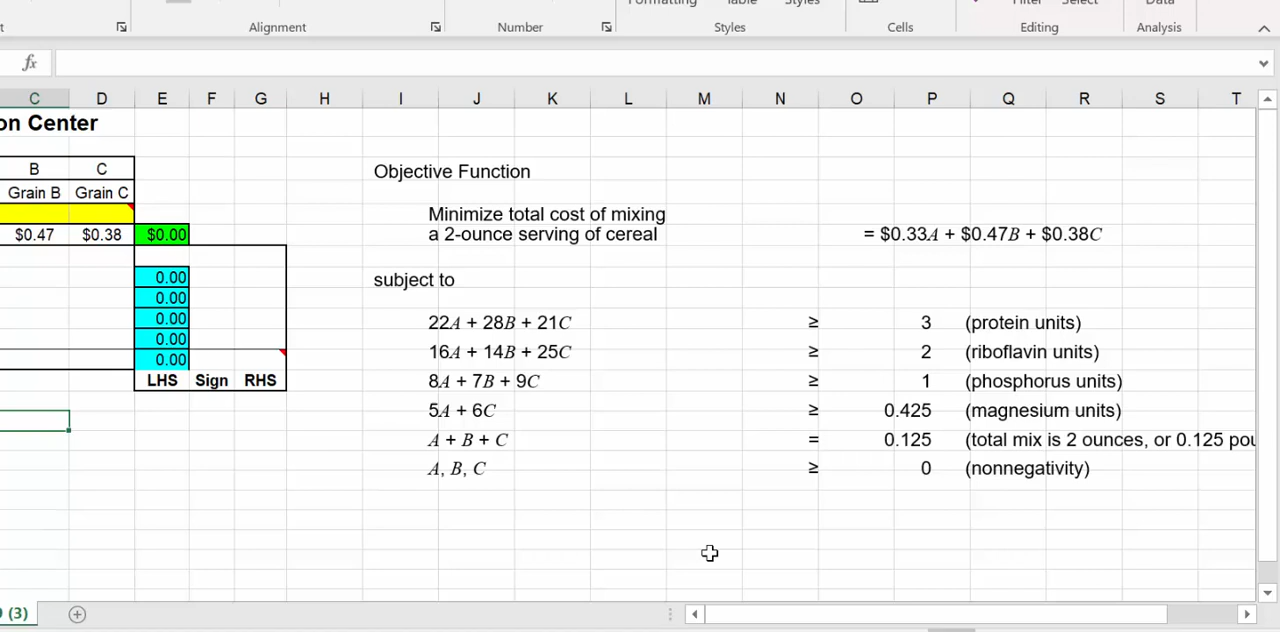 Formatting Table Styles Filter Select Data
Alignment Number Styles Cells Editing Analysis
fx
C D E F G H I J K L M N O P Q R S T
on Center
B C
Grain B Grain C
$0.47 $0.38 $0.00
0.00
0.00
0.00
0.00
0.00
LHS Sign RHS
Objective Function
Minimize total cost of mixing
a 2-ounce serving of cereal = $0.33A + $0.47B + $0.38C
subject to
22A + 28B + 21C ≥ 3 (protein units)
16A + 14B + 25C ≥ 2 (riboflavin units)
8A + 7B + 9C ≥ 1 (phosphorus units)
5A + 6C ≥ 0.425 (magnesium units)
A + B + C = 0.125 (total mix is 2 ounces, or 0.125 pou
A, B, C ≥ 0 (nonnegativity)
(3)